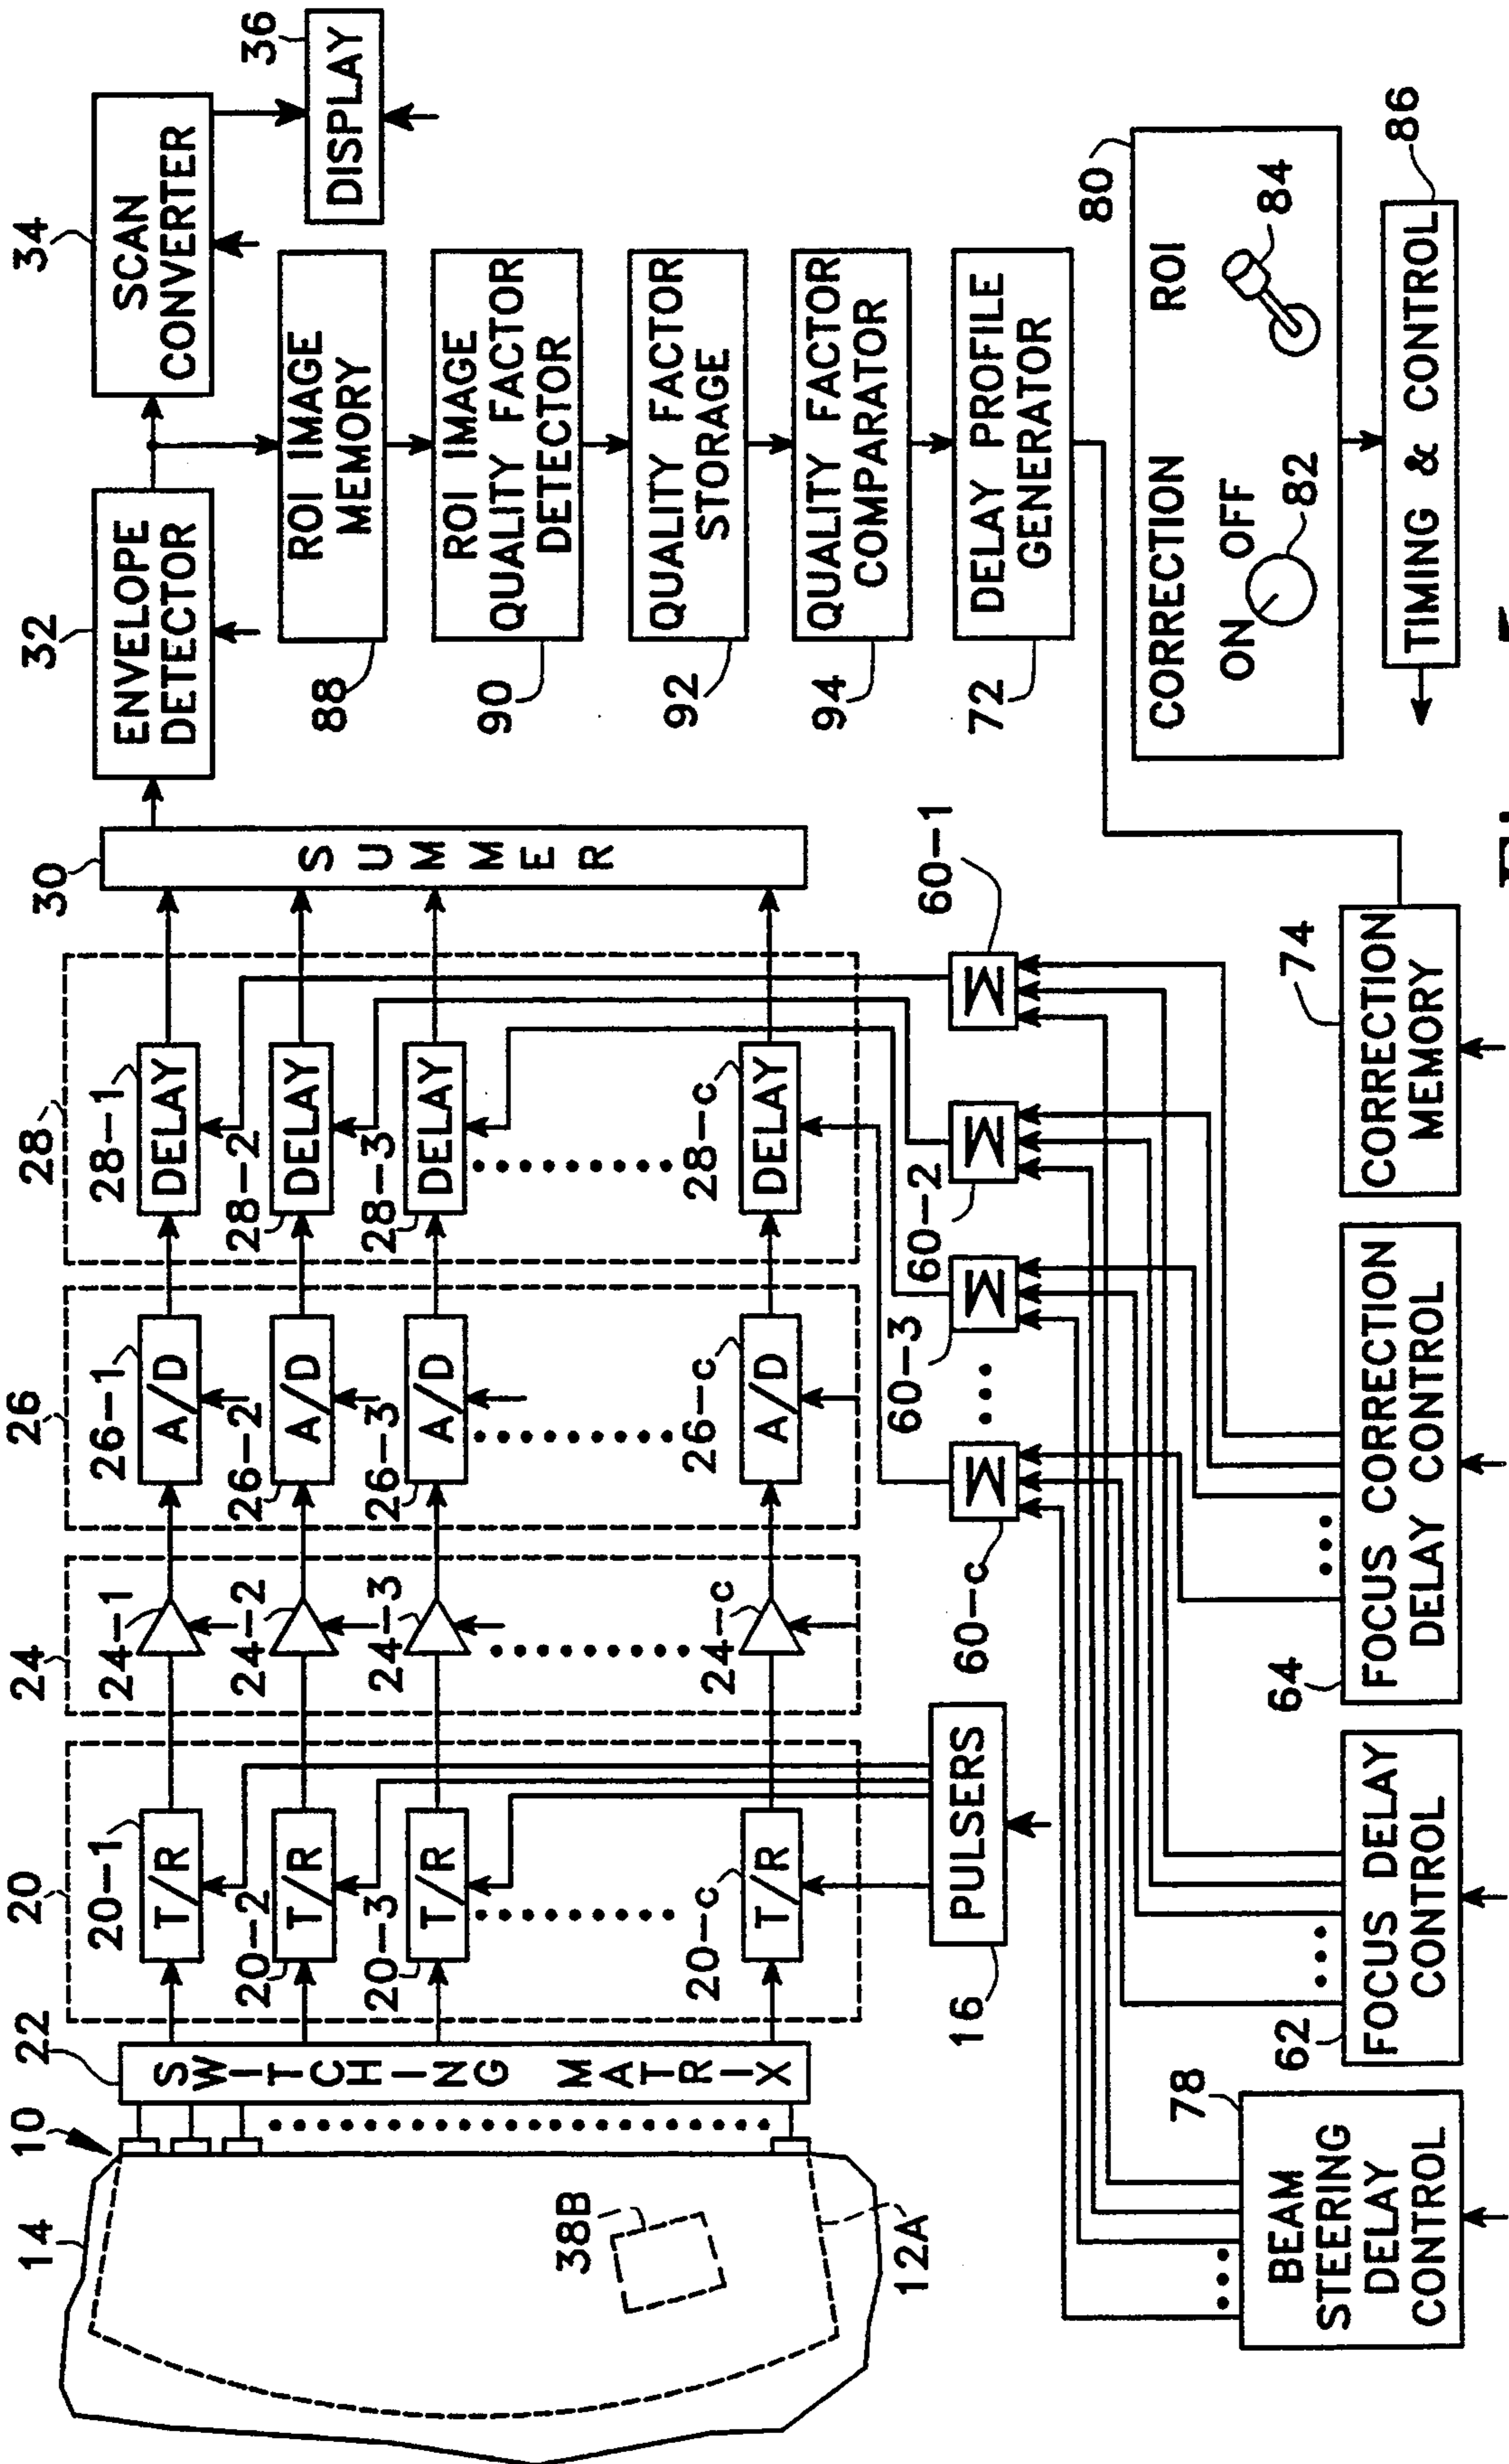 10
22
20
24
26
28
30
32
34
36
14
38B
12A
SWITCHING MATRIX
20-1
T/R
20-2
T/R
20-3
T/R
20-c
T/R
24-1
24-2
24-3
24-c
26-1
A/D
26-2
A/D
26-3
A/D
26-c
A/D
28-1
DELAY
28-2
DELAY
28-3
DELAY
28-c
DELAY
SUMMER
ENVELOPE
DETECTOR
SCAN
CONVERTER
DISPLAY
ROI IMAGE
MEMORY
88
ROI IMAGE
QUALITY FACTOR
DETECTOR
90
QUALITY FACTOR
STORAGE
92
QUALITY FACTOR
COMPARATOR
94
DELAY PROFILE
GENERATOR
72
PULSERS
16
Σ
60-c
Σ
60-3
Σ
60-2
Σ
60-1
78
BEAM
STEERING
DELAY
CONTROL
62
FOCUS DELAY
CONTROL
64
FOCUS CORRECTION
DELAY CONTROL
74
CORRECTION
MEMORY
80
CORRECTION
ROI
ON
OFF
82
84
TIMING & CONTROL
86